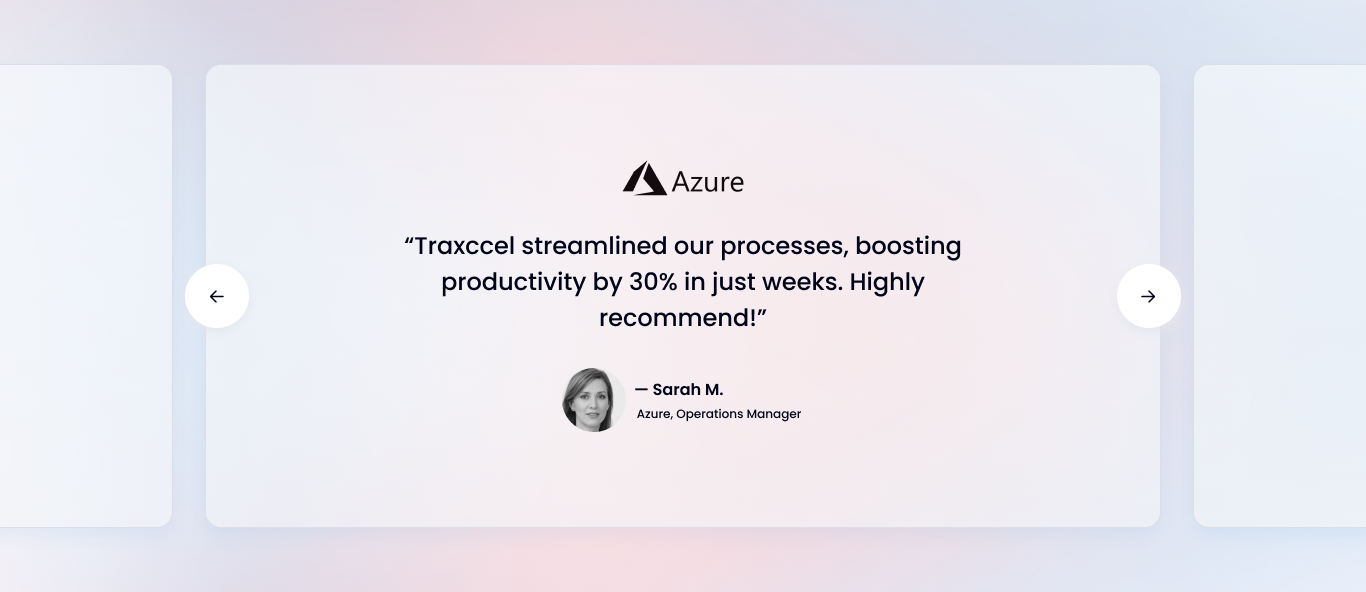 Azure
“Traxccel streamlined our processes, boosting
productivity by 30% in just weeks. Highly
recommend!”
— Sarah M.
Azure, Operations Manager